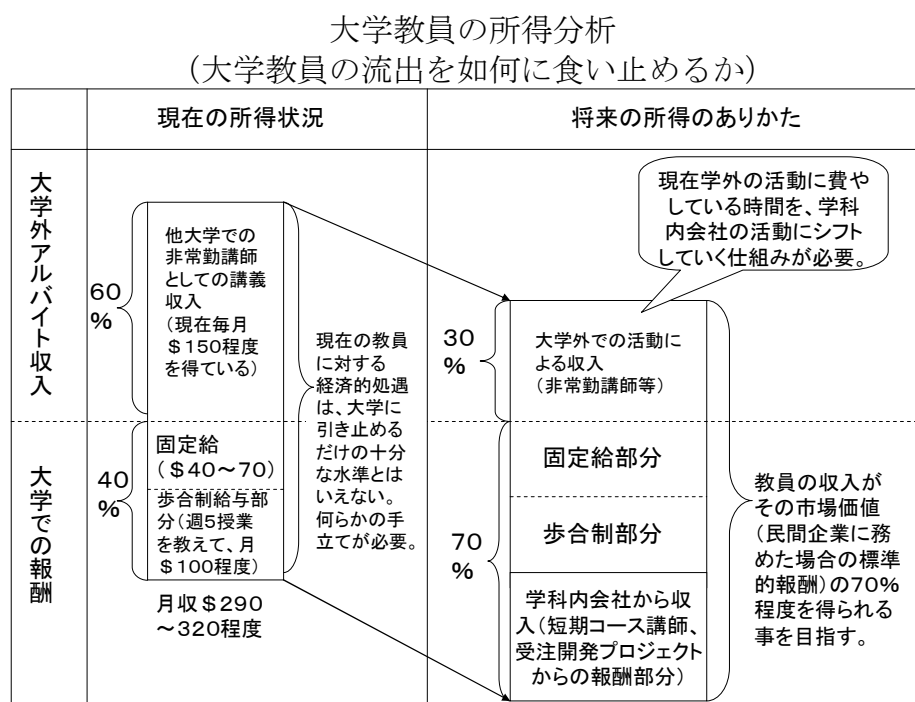 大学教員の所得分析
(大学教員の流出を如何に食い止めるか)
現在の所得状況
将来の所得のありかた
大学外アルバイト収入
60
%
他大学での
非常勤講師
としての講義
収入
(現在毎月
$150程度
を得ている)
現在の教員
に対する
経済的処遇
は、大学に
引き止める
だけの十分
な水準とは
いえない。
何らかの手
立てが必要。
現在学外の活動に費や
している時間を、学科
内会社の活動にシフト
していく仕組みが必要。
30
%
大学外での活動に
よる収入
(非常勤講師等)
大学での報酬
40
%
固定給
($40~70)
歩合制給与部
分(週5授業
を教えて、月
$100程度)
月収$290
~320程度
70
%
固定給部分
歩合制部分
学科内会社から収
入(短期コース講師、
受注開発プロジェクト
からの報酬部分)
教員の収入が
その市場価値
(民間企業に務
めた場合の標準
的報酬)の70%
程度を得られる
事を目指す。